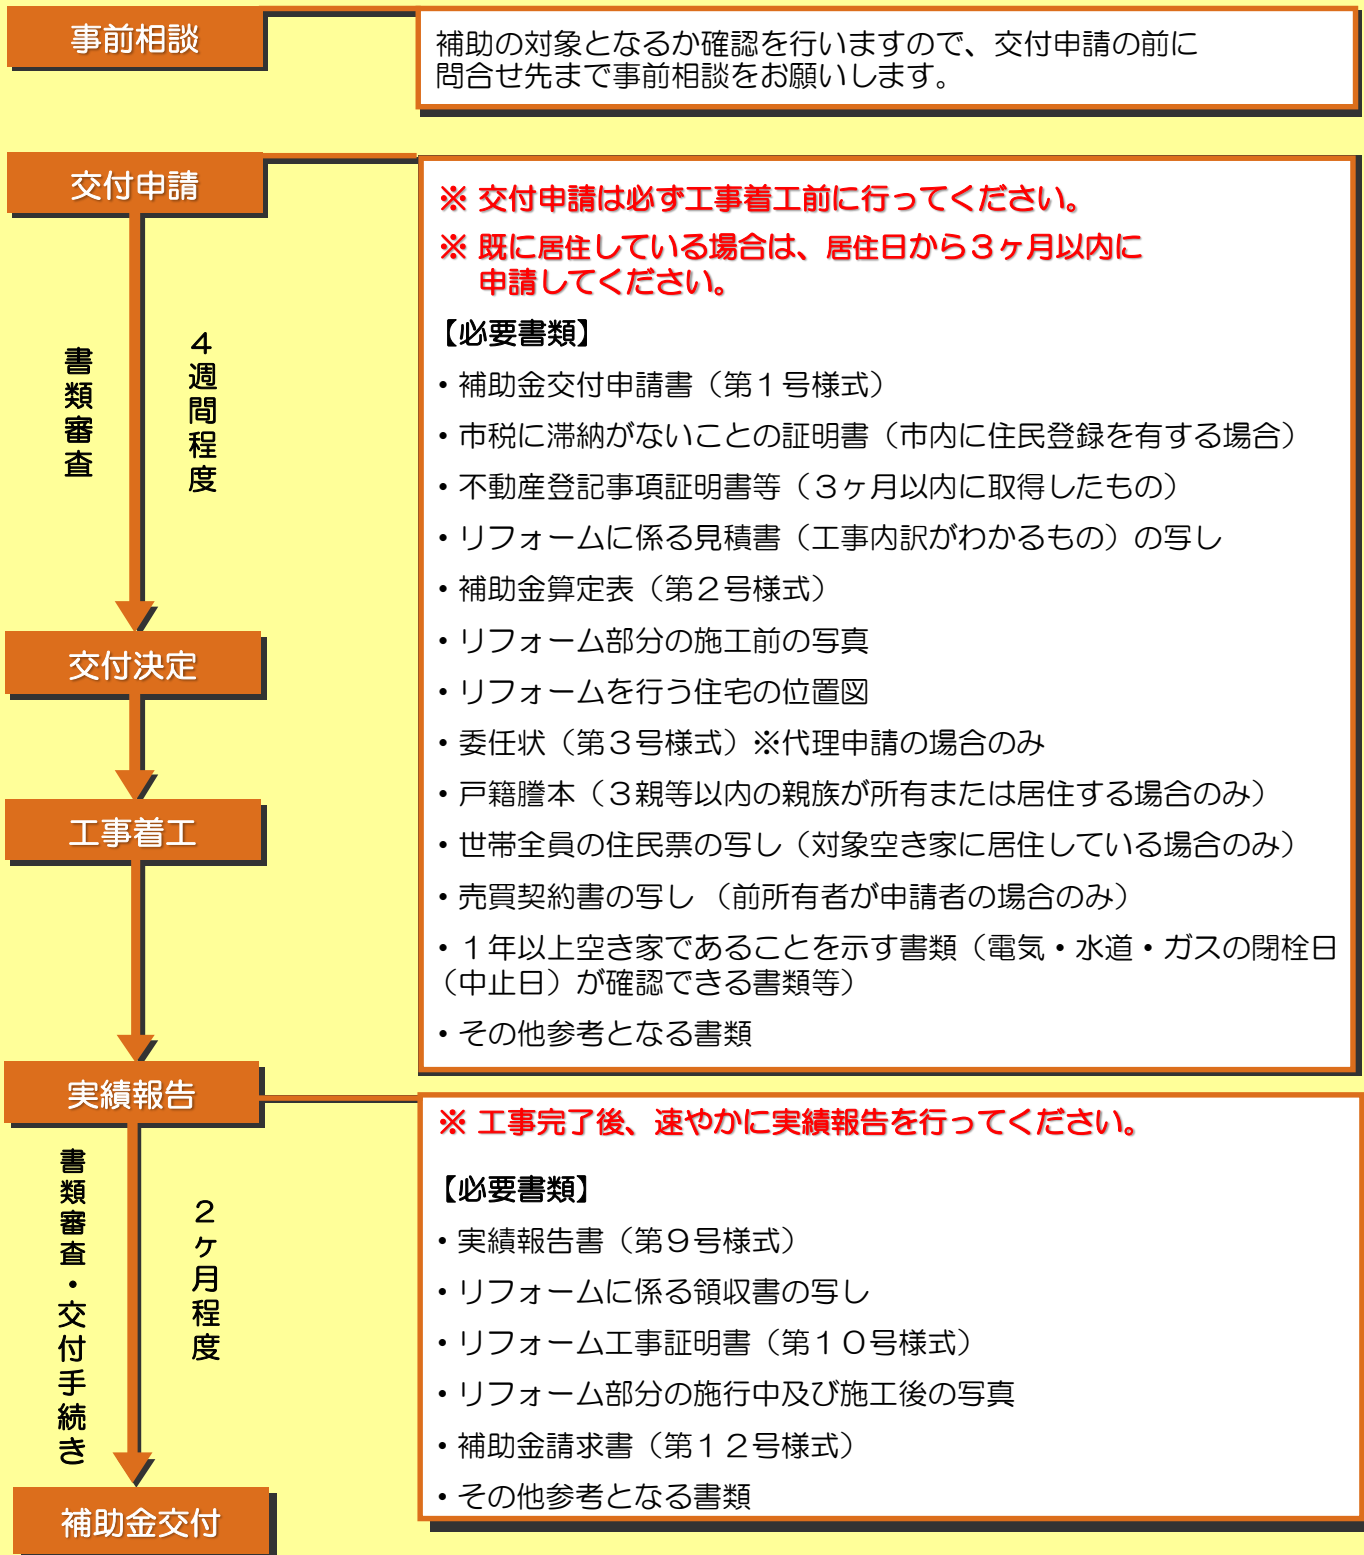 事前相談
補助の対象となるか確認を行いますので、交付申請の前に
問合せ先まで事前相談をお願いします。
交付申請
※ 交付申請は必ず工事着工前に行ってください。
※ 既に居住している場合は、居住日から３ヶ月以内に
申請してください。
【必要書類】
・補助金交付申請書（第１号様式）
・市税に滞納がないことの証明書（市内に住民登録を有する場合）
・不動産登記事項証明書等（３ヶ月以内に取得したもの）
・リフォームに係る見積書（工事内訳がわかるもの）の写し
・補助金算定表（第２号様式）
・リフォーム部分の施工前の写真
・リフォームを行う住宅の位置図
・委任状（第３号様式）※代理申請の場合のみ
・戸籍謄本（３親等以内の親族が所有または居住する場合のみ）
・世帯全員の住民票の写し（対象空き家に居住している場合のみ）
・売買契約書の写し （前所有者が申請者の場合のみ）
・１年以上空き家であることを示す書類（電気・水道・ガスの閉栓日
（中止日）が確認できる書類等）
・その他参考となる書類
書類審査
４週間程度
交付決定
工事着工
実績報告
※ 工事完了後、速やかに実績報告を行ってください。
【必要書類】
・実績報告書（第９号様式）
・リフォームに係る領収書の写し
・リフォーム工事証明書（第１０号様式）
・リフォーム部分の施行中及び施工後の写真
・補助金請求書（第１２号様式）
・その他参考となる書類
書類審査・交付手続き
２ヶ月程度
補助金交付